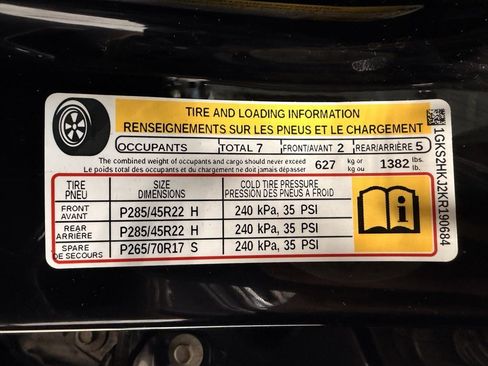 TIRE AND LOADING INFORMATION
RENSEIGNEMENTS SUR LES PNEUS ET LE CHARGEMENT
OCCUPANTS TOTAL 7 FRONT/AVANT 2 REAR/ARRIÈRE 5
The combined weight of occupants and cargo should never exceed 627 kg or 1382 lbs.
Le poids total des occupants et du chargement ne doit jamais dépasser kg ou lb.
TIRE SIZE COLD TIRE PRESSURE
PNEU DIMENSIONS PRESSION DES PNEUS A FROID
FRONT AVANT P285/45R22 H 240 kPa, 35 PSI
REAR ARRIÈRE P285/45R22 H 240 kPa, 35 PSI
SPARE DE SECOURS P265/70R17 S 240 kPa, 35 PSI
1GKS2HKJ2KR190684